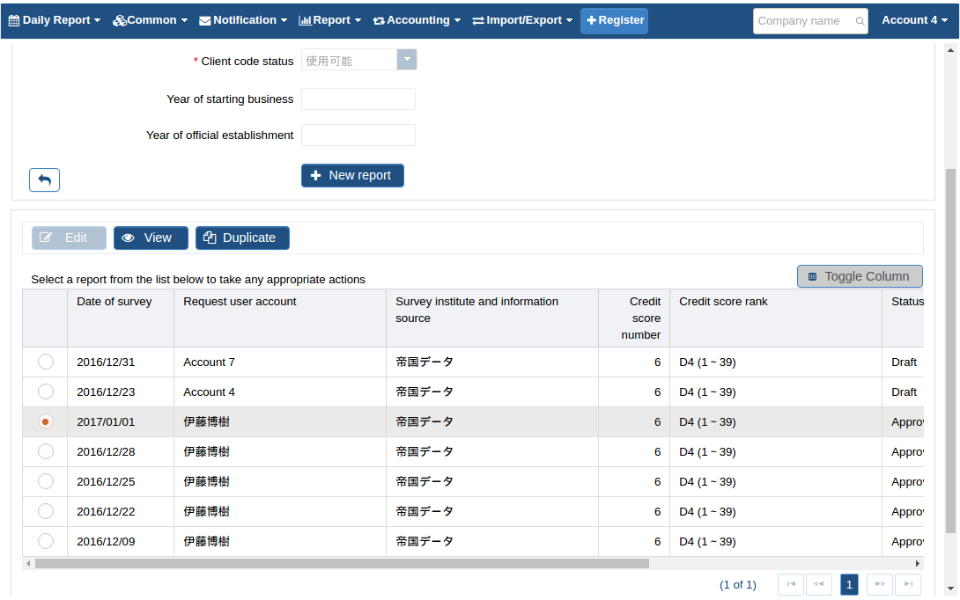 Daily Report Common Notification Report Accounting Import/Export Register Company name Account 4
* Client code status 使用可能
Year of starting business
Year of official establishment
New report
Edit View Duplicate
Select a report from the list below to take any appropriate actions Toggle Column
Date of survey Request user account Survey institute and information source Credit score number Credit score rank Status
2016/12/31 Account 7 帝国データ 6 D4 (1 ~ 39) Draft
2016/12/23 Account 4 帝国データ 6 D4 (1 ~ 39) Draft
2017/01/01 伊藤博樹 帝国データ 6 D4 (1 ~ 39) Approv
2016/12/28 伊藤博樹 帝国データ 6 D4 (1 ~ 39) Approv
2016/12/25 伊藤博樹 帝国データ 6 D4 (1 ~ 39) Approv
2016/12/22 伊藤博樹 帝国データ 6 D4 (1 ~ 39) Approv
2016/12/09 伊藤博樹 帝国データ 6 D4 (1 ~ 39) Approv
(1 of 1) 1